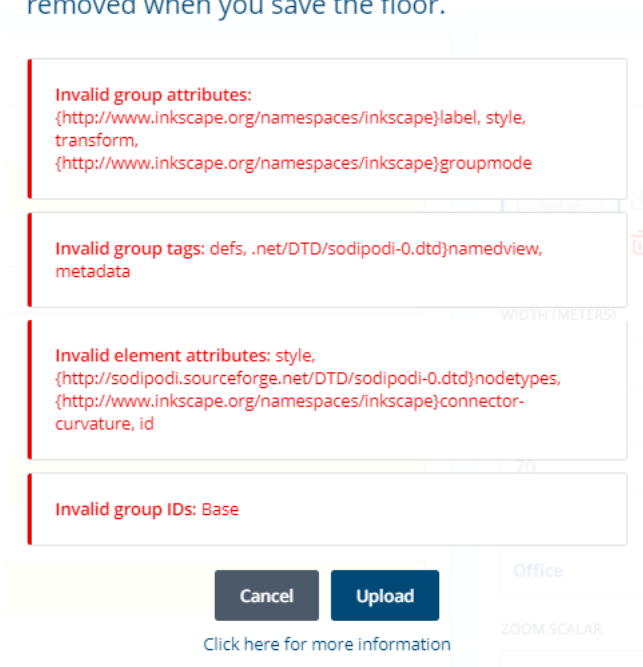 removed when you save the floor.
Invalid group attributes:
{http://www.inkscape.org/namespaces/inkscape}label, style,
transform,
{http://www.inkscape.org/namespaces/inkscape}groupmode
Invalid group tags: defs, .net/DTD/sodipodi-0.dtd}namedview,
metadata
WIDTH (METERS)
Invalid element attributes: style,
{http://sodipodi.sourceforge.net/DTD/sodipodi-0.dtd}nodetypes,
{http://www.inkscape.org/namespaces/inkscape}connector-
curvature, id
70
Invalid group IDs: Base
Office
Cancel
Upload
ZOOM SCALAR
Click here for more information